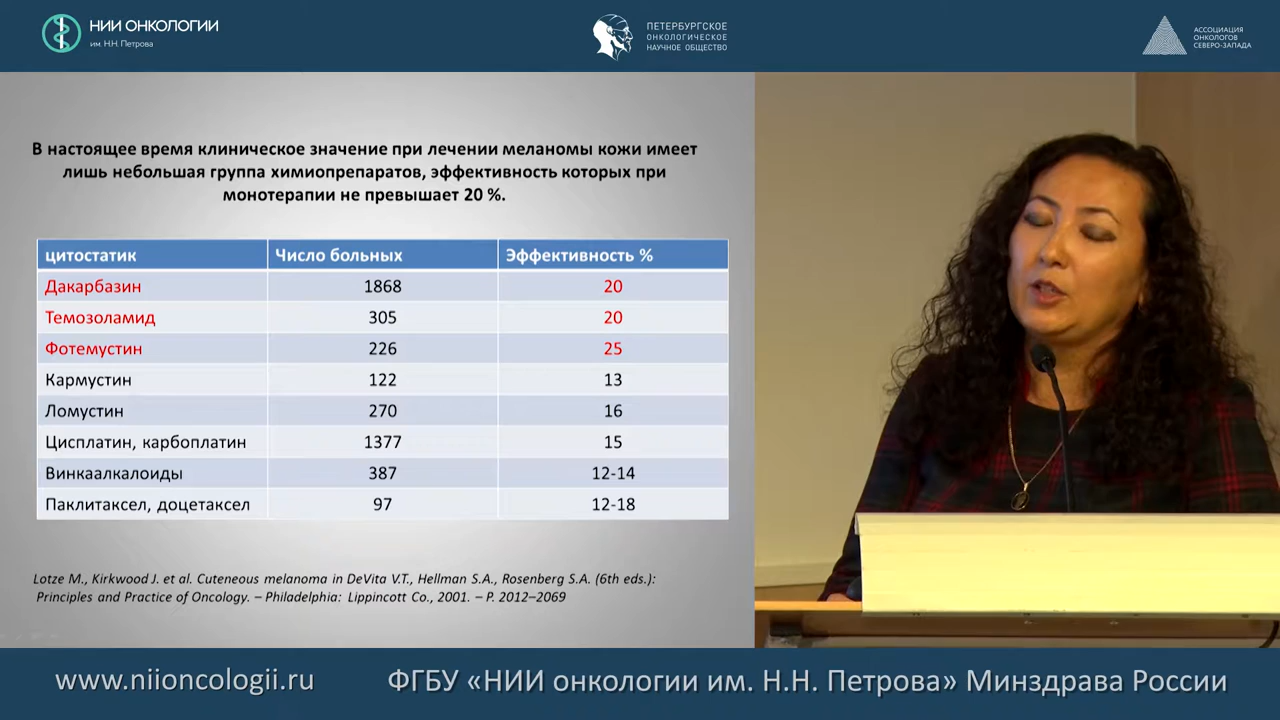 НИИ ОНКОЛОГИИ
им. Н.Н. Петрова
ПЕТЕРБУРГСКОЕ
ОНКОЛОГИЧЕСКОЕ
НАУЧНОЕ ОБЩЕСТВО
АССОЦИАЦИЯ
ОНКОЛОГОВ
СЕВЕРО-ЗАПАДА
В настоящее время клиническое значение при лечении меланомы кожи имеет
лишь небольшая группа химиопрепаратов, эффективность которых при
монотерапии не превышает 20 %.
цитостатик Число больных Эффективность %
Дакарбазин 1868 20
Темозоламид 305 20
Фотемустин 226 25
Кармустин 122 13
Ломустин 270 16
Цисплатин, карбоплатин 1377 15
Винкаалкалоиды 387 12-14
Паклитаксел, доцетаксел 97 12-18
Lotze M., Kirkwood J. et al. Cuteneous melanoma in DeVita V.T., Hellman S.A., Rosenberg S.A. (6th eds.):
Principles and Practice of Oncology. – Philadelphia: Lippincott Co., 2001. – P. 2012–2069
www.niioncologii.ru ФГБУ «НИИ онкологии им. Н.Н. Петрова» Минздрава России